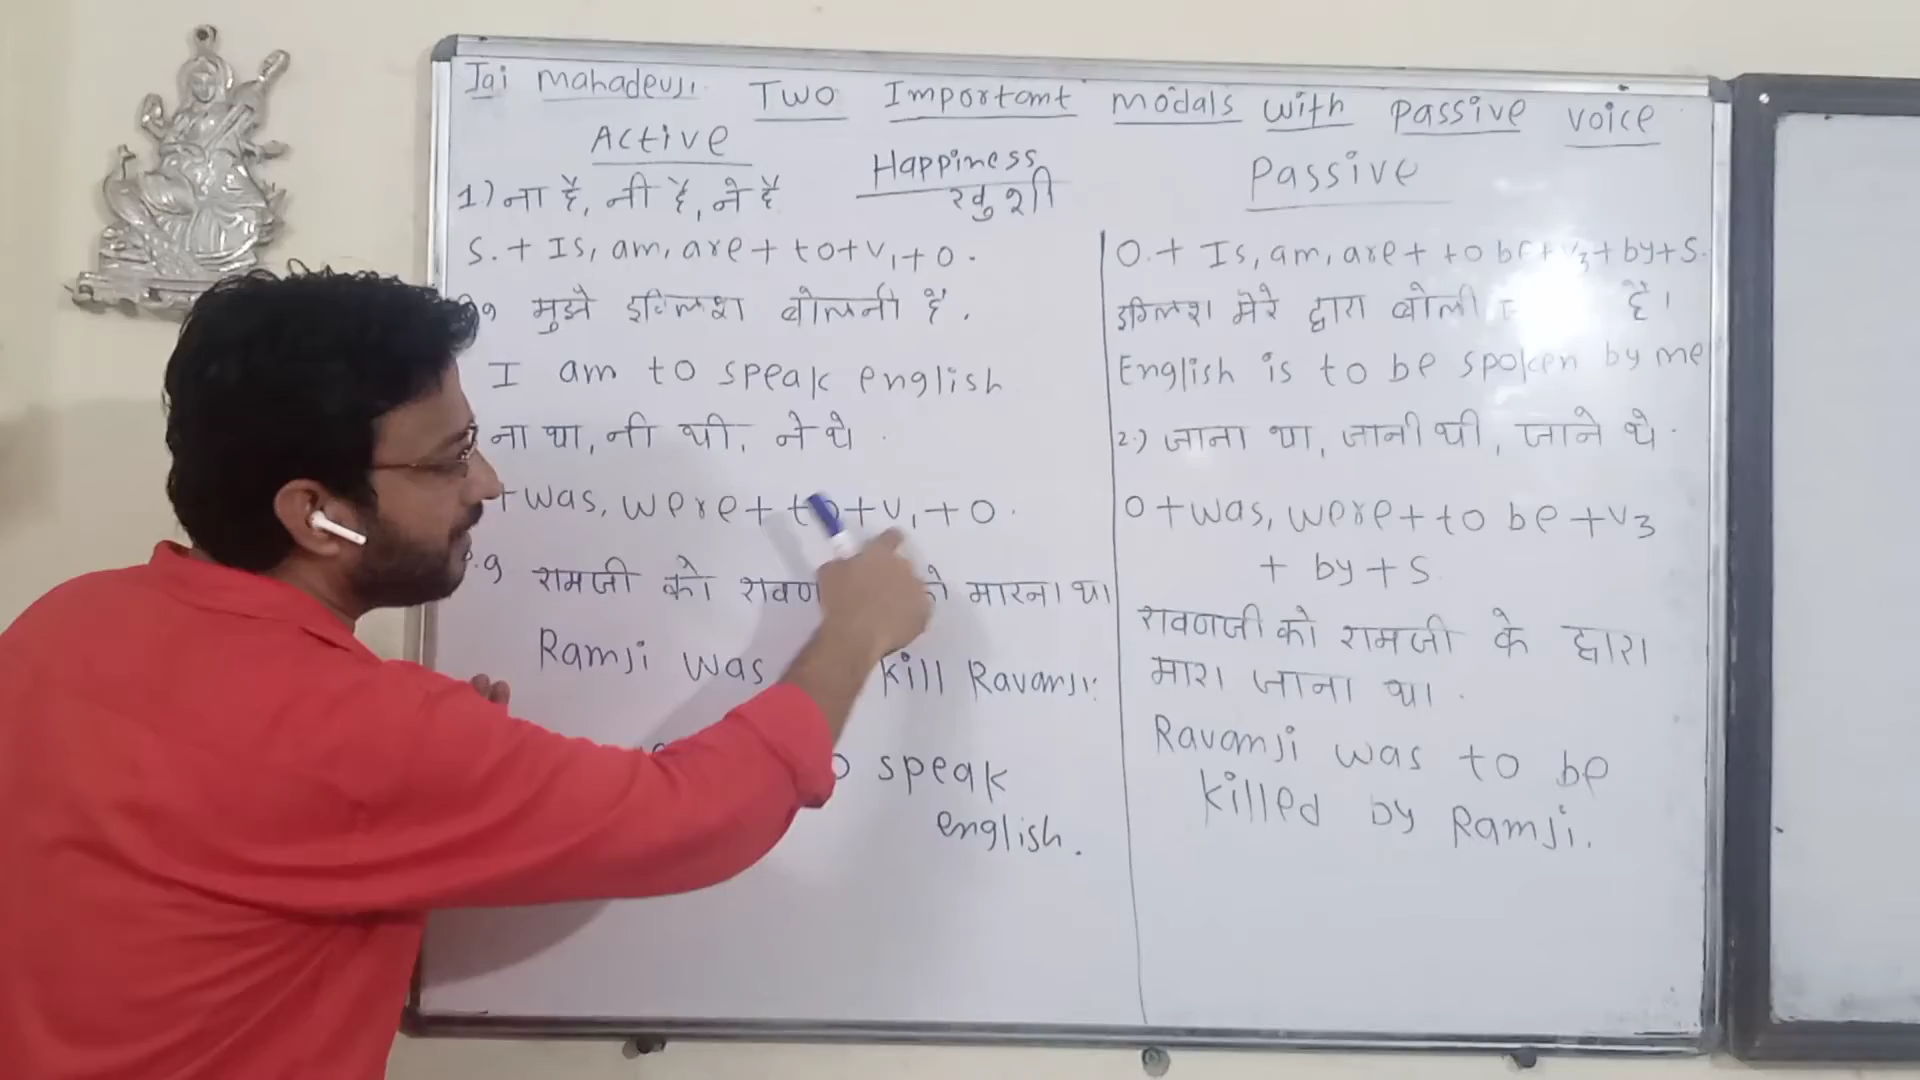 Jai mahadevji. Two Important modals with passive voice
Active
Happiness
खुशी
Passive
1) ना है, नी है, ने है
S. + Is, am, are + to + V1 + O.
मुझे इंग्लिश बोलनी है.
I am to speak english
ना था, नी थी, ने थे
+ was, were + to + V1 + O.
.g रामजी को रावण को मारना था।
Ramji was kill Ravanji.
speak
english.
O. + Is, am, are + to be + V3 + by + S.
इंग्लिश मेरे द्वारा बोली है।
English is to be spoken by me
2.) जाना था, जानी थी, जाने थे
O + was, were + to be + V3
+ by + S
रावणजी को रामजी के द्वारा
मारा जाना था.
Ravanji was to be
killed by Ramji.